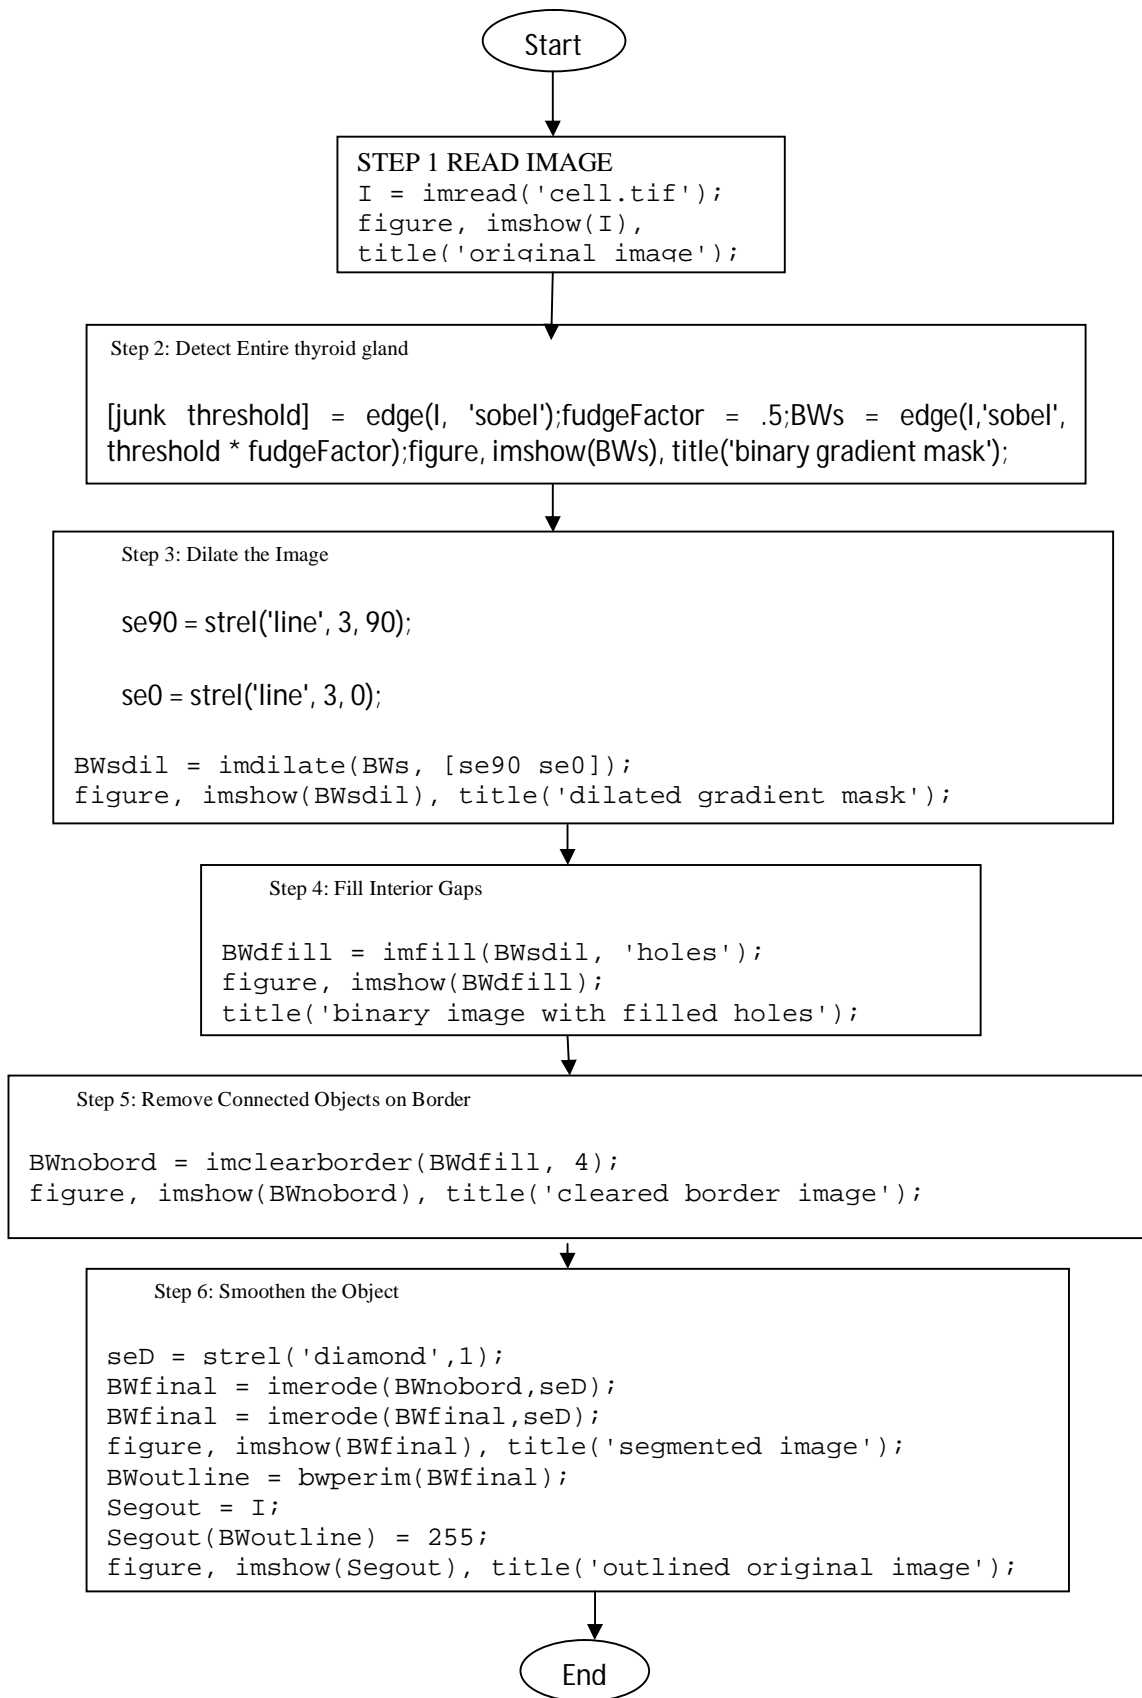 Start
STEP 1 READ IMAGE
I = imread('cell.tif');
figure, imshow(I),
title('original image');
Step 2: Detect Entire thyroid gland
[junk threshold] = edge(I, 'sobel');fudgeFactor = .5;BWs = edge(I,'sobel',
threshold * fudgeFactor);figure, imshow(BWs), title('binary gradient mask');
Step 3: Dilate the Image
se90 = strel('line', 3, 90);
se0 = strel('line', 3, 0);
BWsdil = imdilate(BWs, [se90 se0]);
figure, imshow(BWsdil), title('dilated gradient mask');
Step 4: Fill Interior Gaps
BWdfill = imfill(BWsdil, 'holes');
figure, imshow(BWdfill);
title('binary image with filled holes');
Step 5: Remove Connected Objects on Border
BWnobord = imclearborder(BWdfill, 4);
figure, imshow(BWnobord), title('cleared border image');
Step 6: Smoothen the Object
seD = strel('diamond',1);
BWfinal = imerode(BWnobord,seD);
BWfinal = imerode(BWfinal,seD);
figure, imshow(BWfinal), title('segmented image');
BWoutline = bwperim(BWfinal);
Segout = I;
Segout(BWoutline) = 255;
figure, imshow(Segout), title('outlined original image');
End